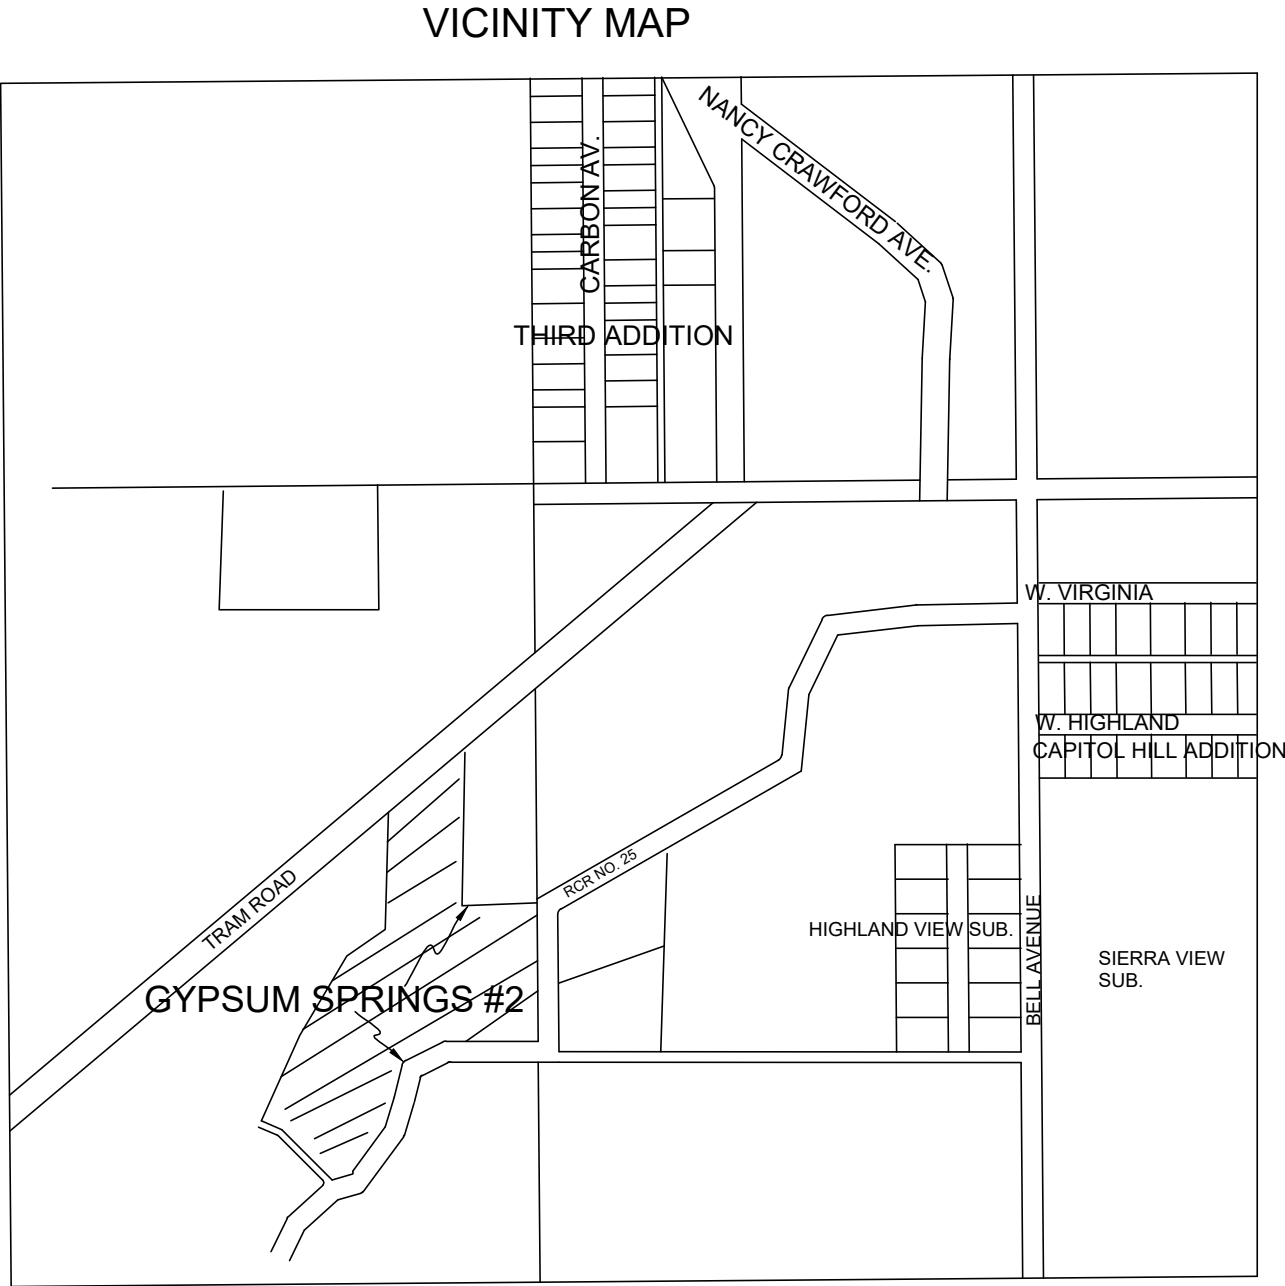 VICINITY MAP
NANCY CRAWFORD AVE.
CARBON AV.
THIRD ADDITION
W. VIRGINIA
W. HIGHLAND
CAPITOL HILL ADDITION
RCR NO. 25
TRAM ROAD
HIGHLAND VIEW SUB.
BELL AVENUE
SIERRA VIEW
SUB.
GYPSUM SPRINGS #2